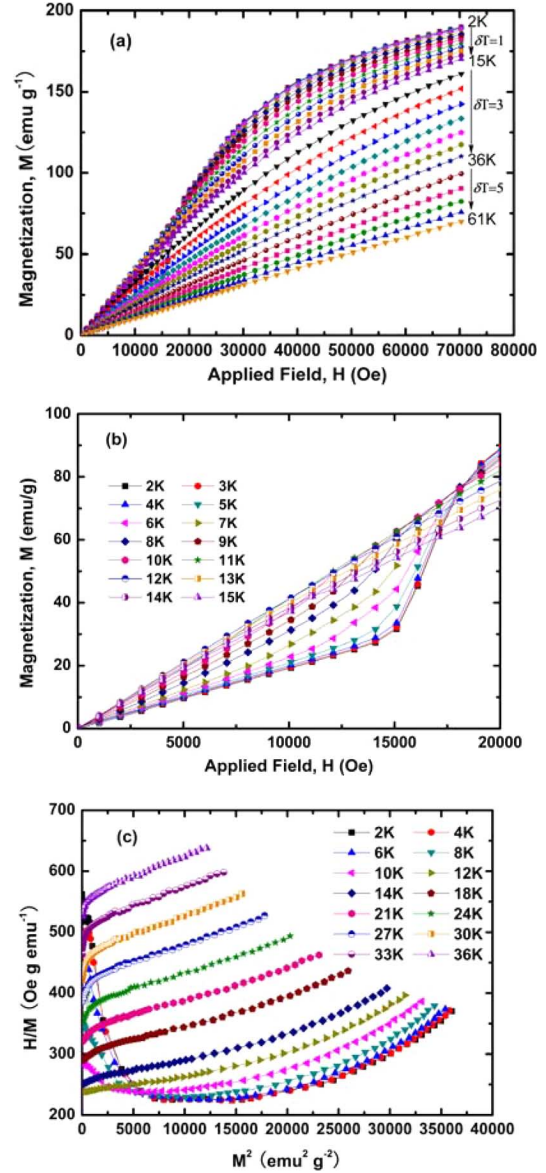 (a)
2K
δT=1
15K
δT=3
36K
δT=5
61K
200
150
100
50
0
Magnetization, M (emu g⁻¹)
0 10000 20000 30000 40000 50000 60000 70000 80000
Applied Field, H (Oe)
(b)
100
80
60
40
20
0
Magnetization, M (emu/g)
2K 3K
4K 5K
6K 7K
8K 9K
10K 11K
12K 13K
14K 15K
0 5000 10000 15000 20000
Applied Field, H (Oe)
(c)
700
600
500
400
300
200
H/M (Oe g emu⁻¹)
2K 4K
6K 8K
10K 12K
14K 18K
21K 24K
27K 30K
33K 36K
0 5000 10000 15000 20000 25000 30000 35000 40000
M² (emu² g⁻²)